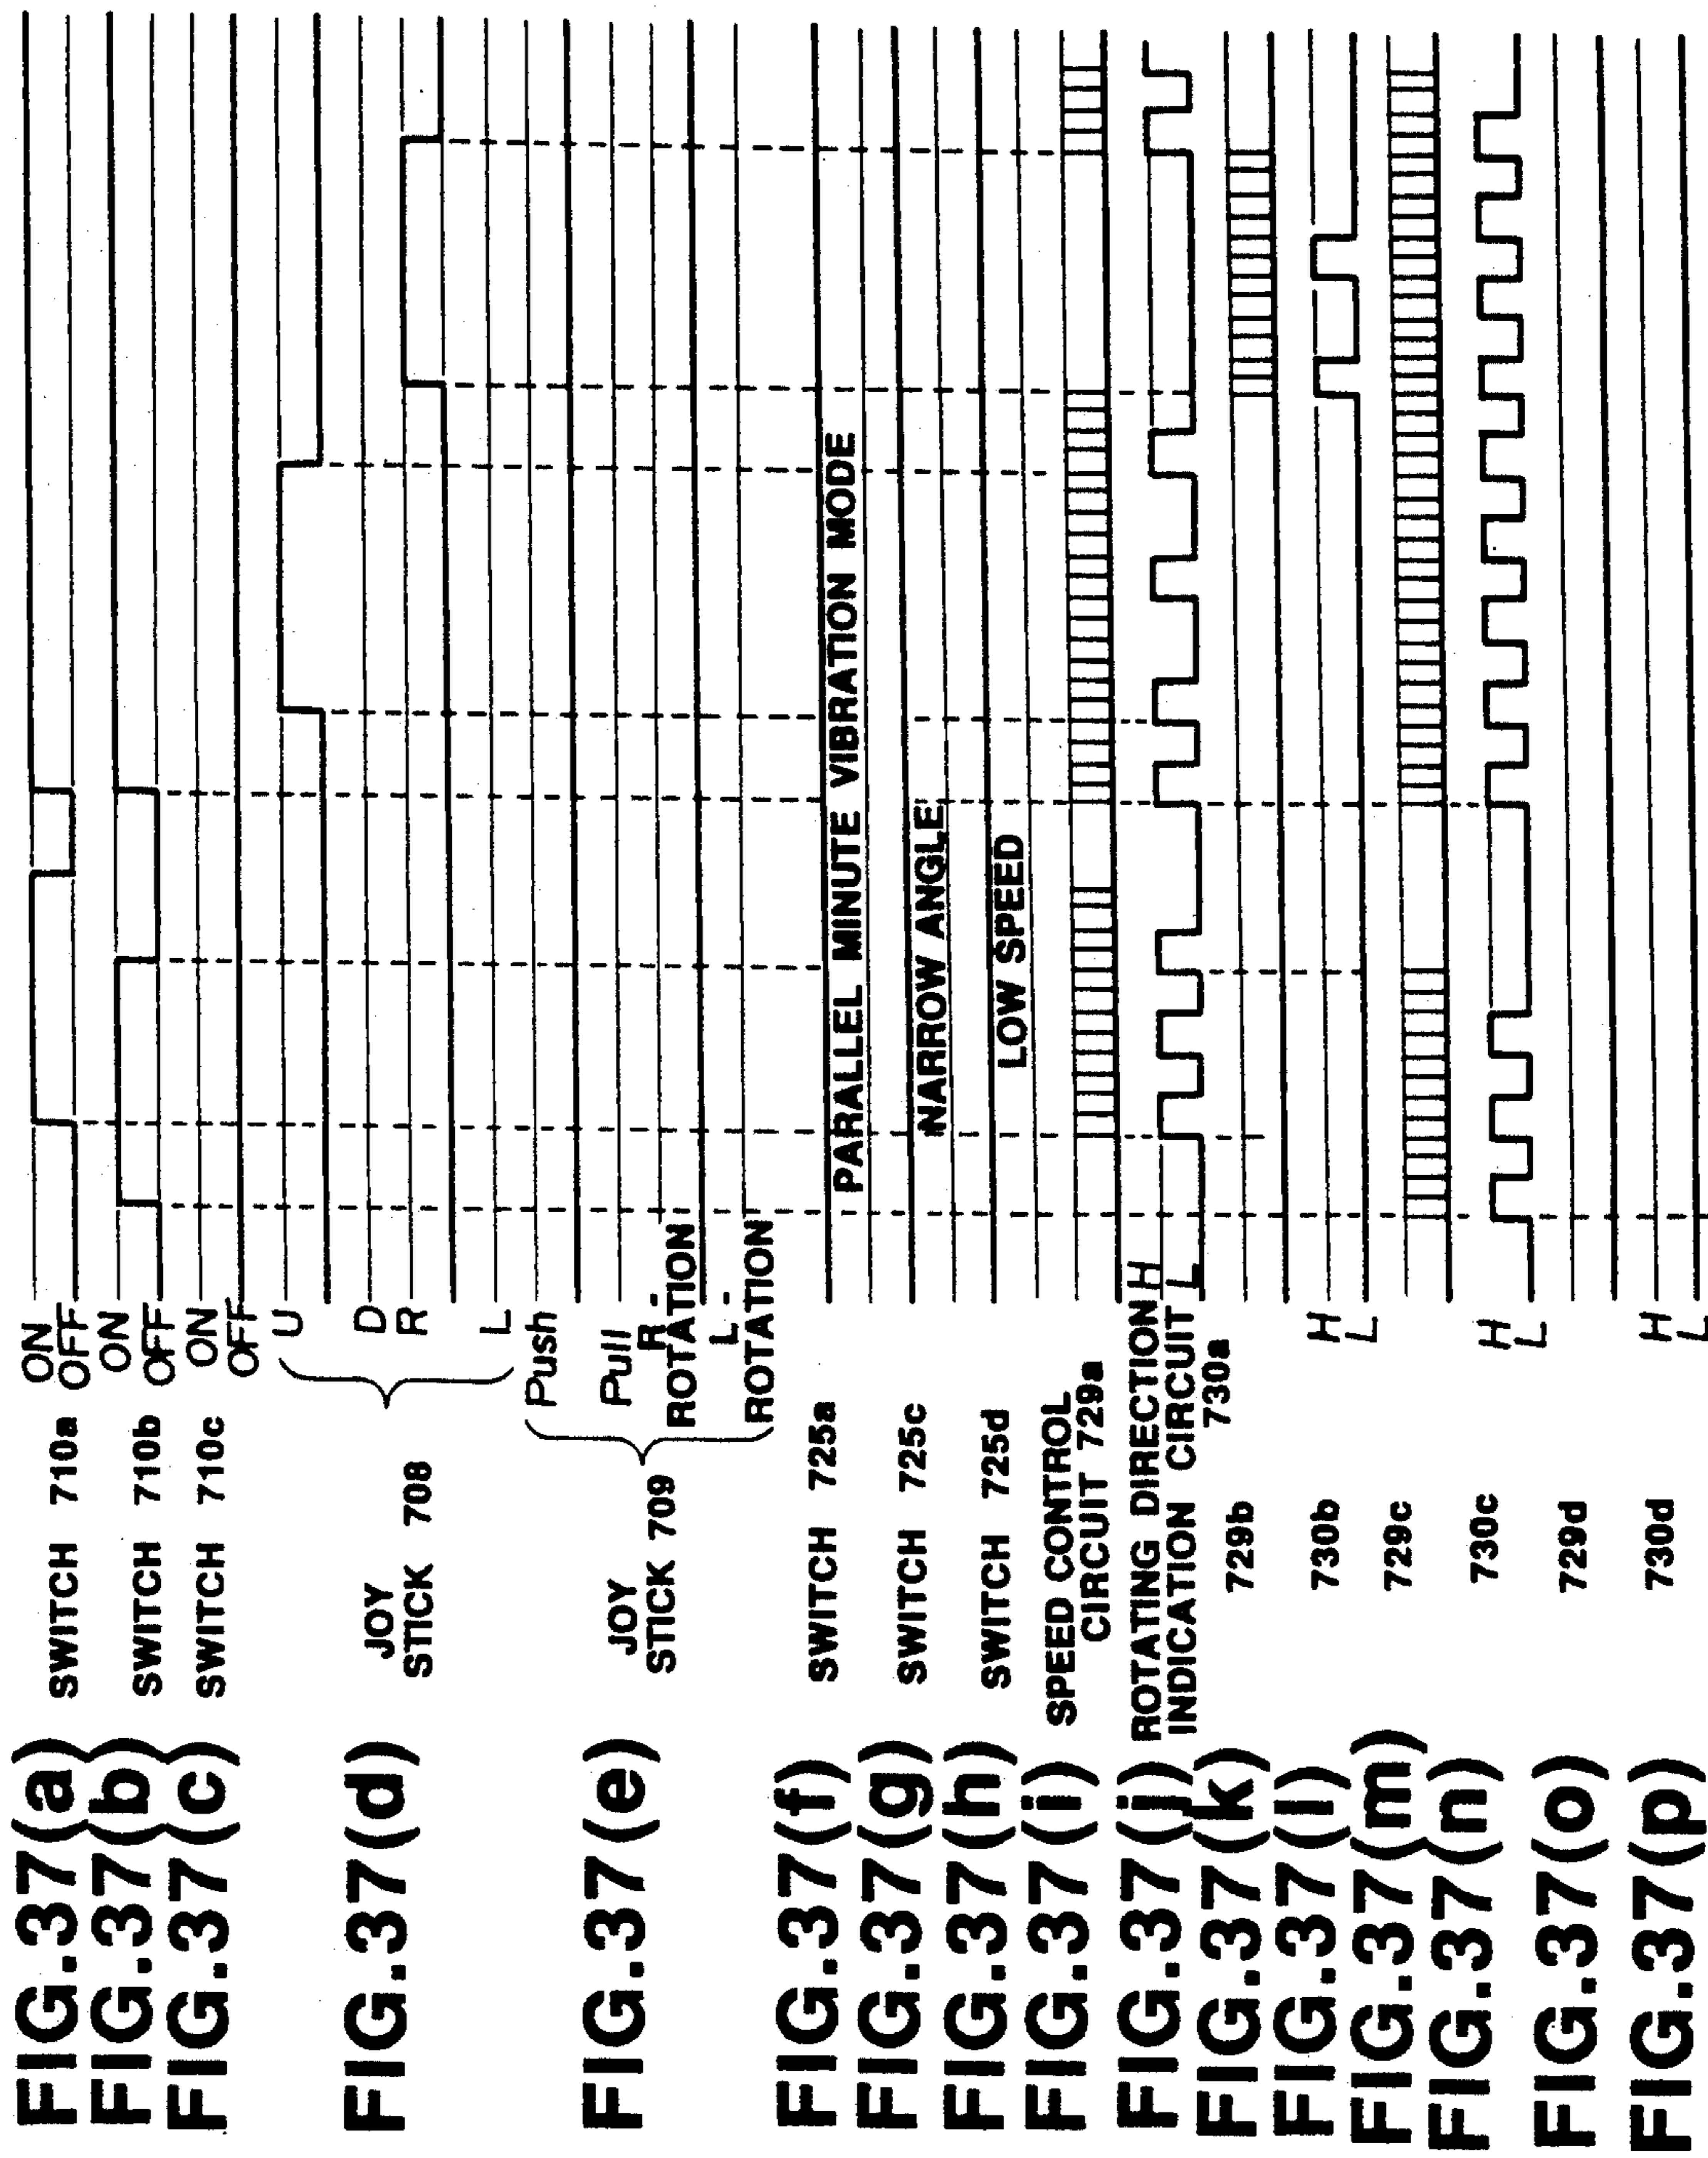 FIG.37(a) SWITCH 710a ON
OFF
FIG.37(b) SWITCH 710b ON
OFF
FIG.37(c) SWITCH 710c ON
OFF
FIG.37(d) JOY
STICK 708
U
D
R
L
FIG.37(e) JOY
STICK 709
Push
Pull
R-
ROTATION
L-
ROTATION
FIG.37(f) SWITCH 725a PARALLEL MINUTE VIBRATION MODE
FIG.37(g) SWITCH 725c NARROW ANGLE
FIG.37(h) SWITCH 725d LOW SPEED
FIG.37(i) SPEED CONTROL
CIRCUIT 729a
FIG.37(j) ROTATING DIRECTION H
INDICATION CIRCUIT L
730a
FIG.37(k) 729b
FIG.37(l) 730b H
L
FIG.37(m) 729c
FIG.37(n) 730c H
L
FIG.37(o) 729d
FIG.37(p) 730d H
L